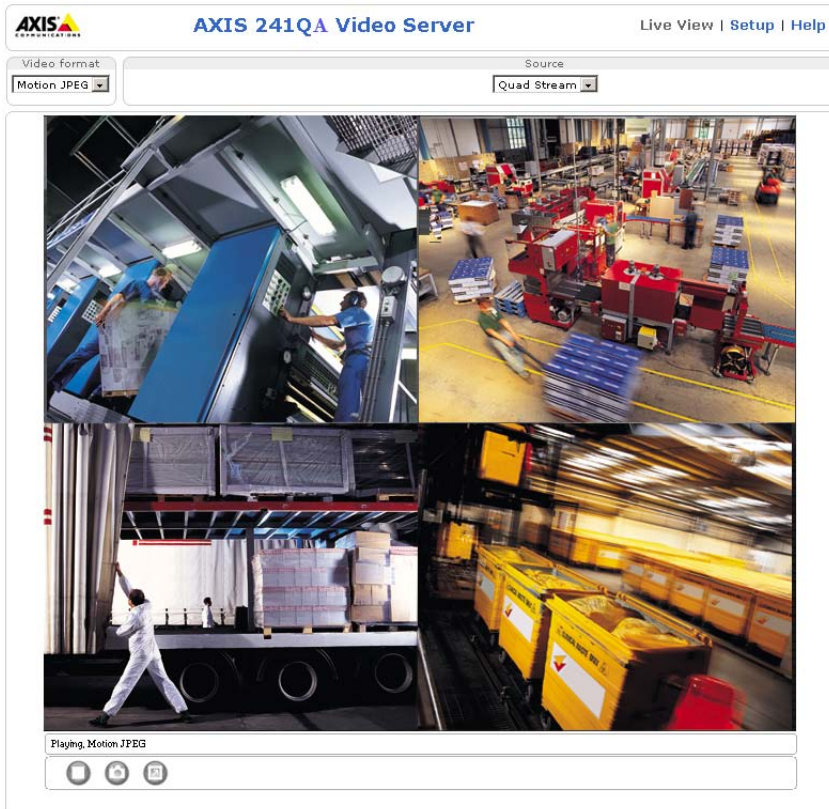 AXIS
COMMUNICATIONS
AXIS 241QA Video Server
Live View | Setup | Help
Video format
Source
Motion JPEG
Quad Stream
Playing, Motion JPEG